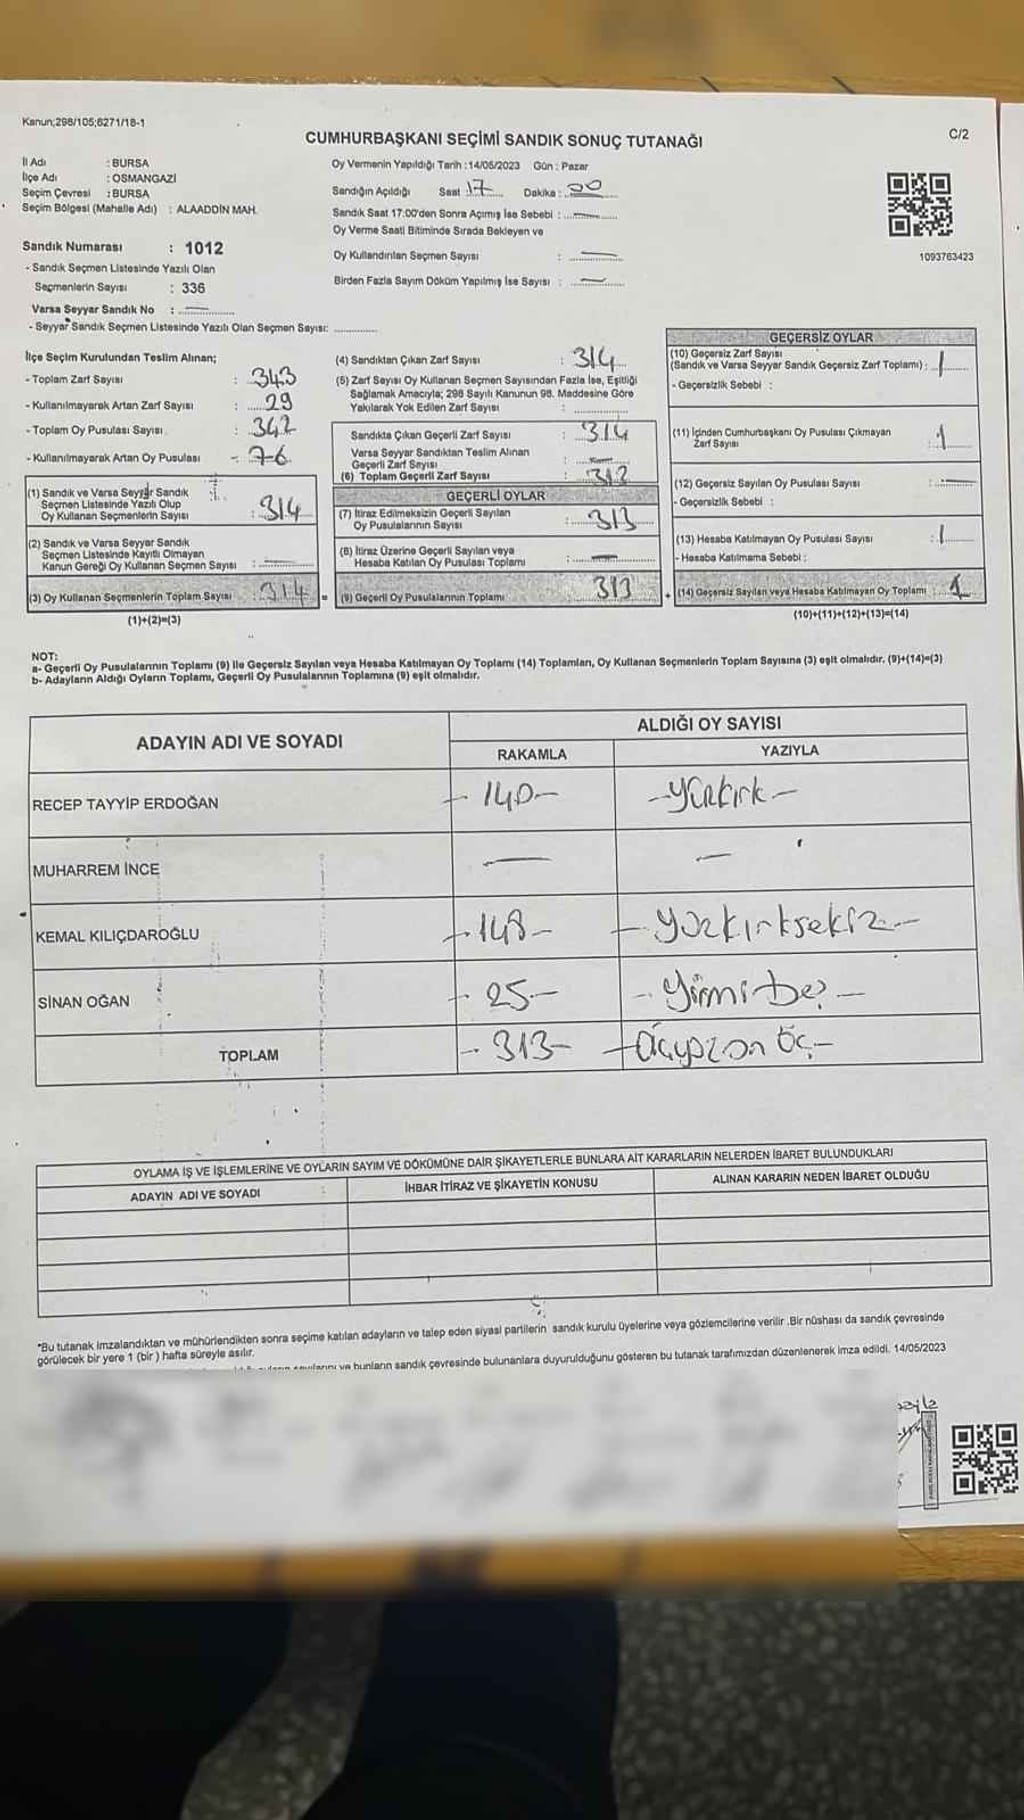 Kanun;298/105;6271/18-1
C/2
CUMHURBAŞKANI SEÇİMİ SANDIK SONUÇ TUTANAĞI
İl Adı : BURSA
İlçe Adı : OSMANGAZİ
Seçim Çevresi : BURSA
Seçim Bölgesi (Mahalle Adı) : ALAADDİN MAH.
Oy Vermenin Yapıldığı Tarih :14/05/2023 Gün : Pazar
Sandığın Açıldığı Saat : 17 Dakika : 00
Sandık Saat 17:00'den Sonra Açımış İse Sebebi :
Oy Verme Saati Bitiminde Sırada Bekleyen ve
Oy Kullandırılan Seçmen Sayısı :
Birden Fazla Sayım Döküm Yapılmış İse Sayısı :
1093763423
Sandık Numarası : 1012
- Sandık Seçmen Listesinde Yazılı Olan
Seçmenlerin Sayısı : 336
Varsa Seyyar Sandık No :
- Seyyar Sandık Seçmen Listesinde Yazılı Olan Seçmen Sayısı:
İlçe Seçim Kurulundan Teslim Alınan;
- Toplam Zarf Sayısı : 343
- Kullanılmayarak Artan Zarf Sayısı : 29
- Toplam Oy Pusulası Sayısı : 342
- Kullanılmayarak Artan Oy Pusulası
(1) Sandık ve Varsa Seyyar Sandık
Seçmen Listesinde Yazılı Olup
Oy Kullanan Seçmenlerin Sayısı : 314
(2) Sandık ve Varsa Seyyar Sandık
Seçmen Listesinde Kayıtlı Olmayan
Kanun Gereği Oy Kullanan Seçmen Sayısı :
(3) Oy Kullanan Seçmenlerin Toplam Sayısı : 314 =
(1)+(2)=(3)
(4) Sandıktan Çıkan Zarf Sayısı : 314
(5) Zarf Sayısı Oy Kullanan Seçmen Sayısından Fazla İse, Eşitliği
Sağlamak Amacıyla; 298 Sayılı Kanunun 98. Maddesine Göre
Yakılarak Yok Edilen Zarf Sayısı :
Sandıkta Çıkan Geçerli Zarf Sayısı : 314
Varsa Seyyar Sandıktan Teslim Alınan
Geçerli Zarf Sayısı :
(6) Toplam Geçerli Zarf Sayısı : 313
GEÇERLİ OYLAR
(7) İtiraz Edilmeksizin Geçerli Sayılan
Oy Pusulalarının Sayısı : 313
(8) İtiraz Üzerine Geçerli Sayılan veya
Hesaba Katılan Oy Pusulası Toplamı :
(9) Geçerli Oy Pusulalarının Toplamı 313 +
GEÇERSİZ OYLAR
(10) Geçersiz Zarf Sayısı
(Sandık ve Varsa Seyyar Sandık Geçersiz Zarf Toplamı) : 1
- Geçersizlik Sebebi :
(11) İçinden Cumhurbaşkanı Oy Pusulası Çıkmayan
Zarf Sayısı : 1
(12) Geçersiz Sayılan Oy Pusulası Sayısı :
- Geçersizlik Sebebi :
(13) Hesaba Katılmayan Oy Pusulası Sayısı : 1
- Hesaba Katılmama Sebebi :
(14) Geçersiz Sayılan veya Hesaba Katılmayan Oy Toplamı : 1
(10)+(11)+(12)+(13)=(14)
NOT:
a- Geçerli Oy Pusulalarının Toplamı (9) ile Geçersiz Sayılan veya Hesaba Katılmayan Oy Toplamı (14) Toplamları, Oy Kullanan Seçmenlerin Toplam Sayısına (3) eşit olmalıdır. (9)+(14)=(3)
b- Adayların Aldığı Oyların Toplamı, Geçerli Oy Pusulalarının Toplamına (9) eşit olmalıdır.
ADAYIN ADI VE SOYADI ALDIĞI OY SAYISI
RAKAMLA YAZIYLA
RECEP TAYYİP ERDOĞAN - 140 - - yüzkırk -
MUHARREM İNCE - -
KEMAL KILIÇDAROĞLU - 148 - - yüzkırksekiz -
SİNAN OĞAN - 25 - - Yirmibeş -
TOPLAM - 313 - - Üçyüzon üç -
OYLAMA İŞ VE İŞLEMLERİNE VE OYLARIN SAYIM VE DÖKÜMÜNE DAİR ŞİKAYETLERLE BUNLARA AİT KARARLARIN NELERDEN İBARET BULUNDUKLARI
ADAYIN ADI VE SOYADI İHBAR İTİRAZ VE ŞİKAYETİN KONUSU ALINAN KARARIN NEDEN İBARET OLDUĞU
*Bu tutanak imzalandıktan ve mühürlendikten sonra seçime katılan adayların ve talep eden siyasi partilerin sandık kurulu üyelerine veya gözlemcilerine verilir .Bir nüshası da sandık çevresinde
görülecek bir yere 1 (bir ) hafta süreyle asılır.
ve bunların sandık çevresinde bulunanlara duyurulduğunu gösteren bu tutanak tarafımızdan düzenlenerek imza edildi. 14/05/2023